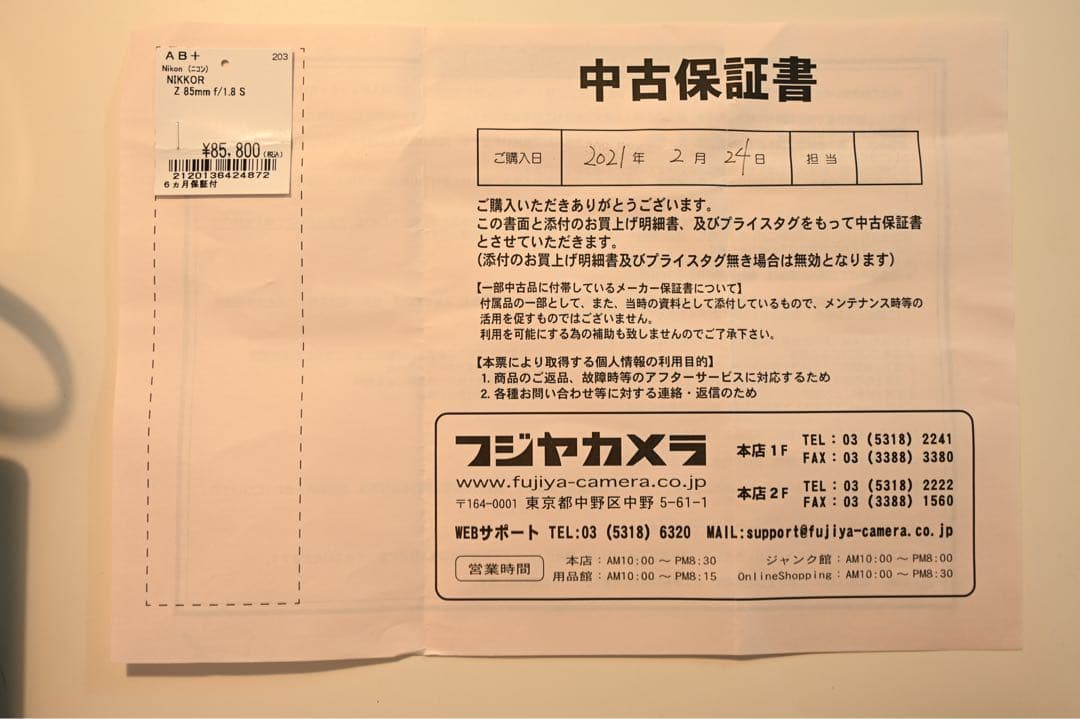 AB+ 203
Nikon (ニコン)
NIKKOR
Z 85mm f/1.8 S
¥85,800(税込)
2120136424872
6ヵ月保証付
中古保証書
ご購入日 2021年 2月 24日 担当
ご購入いただきありがとうございます。
この書面と添付のお買上げ明細書、及びプライスタグをもって中古保証書
とさせていただきます。
(添付のお買上げ明細書及びプライスタグ無き場合は無効となります)
【一部中古品に付帯しているメーカー保証書について】
付属品の一部として、また、当時の資料として添付しているもので、メンテナンス時等の
活用を促すものではございません。
利用を可能にする為の補助も致しませんのでご了承下さい。
【本票により取得する個人情報の利用目的】
1. 商品のご返品、故障時等のアフターサービスに対応するため
2. 各種お問い合わせ等に対する連絡・返信のため
フジヤカメラ
www.fujiya-camera.co.jp
〒164-0001 東京都中野区中野 5-61-1
本店1F TEL : 03 (5318) 2241
FAX : 03 (3388) 3380
本店2F TEL : 03 (5318) 2222
FAX : 03 (3388) 1560
WEBサポート TEL:03 (5318) 6320 MAIL:support@fujiya-camera.co.jp
営業時間
本店 : AM10:00 ～ PM8:30
用品館 : AM10:00 ～ PM8:15
ジャンク館 : AM10:00 ～ PM8:00
OnlineShopping : AM10:00 ～ PM8:30